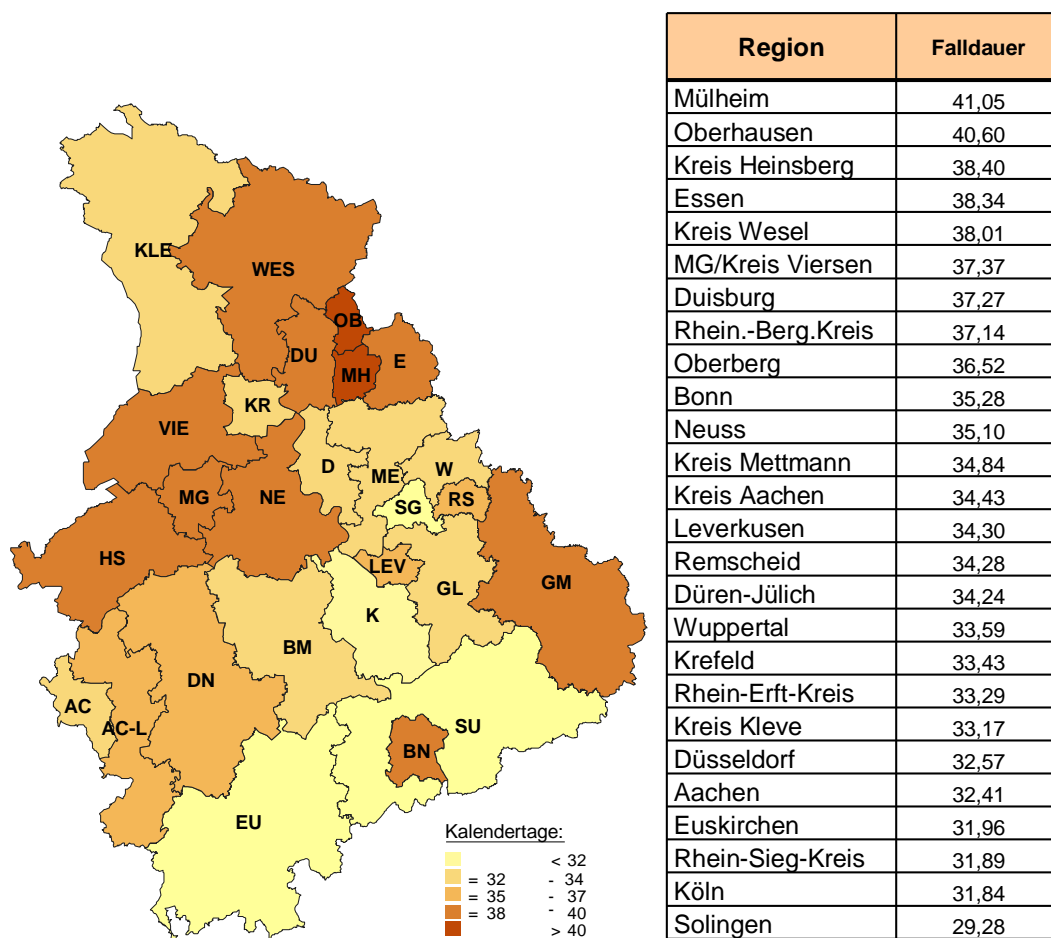 Region Falldauer
Mülheim 41,05
Oberhausen 40,60
Kreis Heinsberg 38,40
Essen 38,34
Kreis Wesel 38,01
MG/Kreis Viersen 37,37
Duisburg 37,27
Rhein.-Berg.Kreis 37,14
Oberberg 36,52
Bonn 35,28
Neuss 35,10
Kreis Mettmann 34,84
Kreis Aachen 34,43
Leverkusen 34,30
Remscheid 34,28
Düren-Jülich 34,24
Wuppertal 33,59
Krefeld 33,43
Rhein-Erft-Kreis 33,29
Kreis Kleve 33,17
Düsseldorf 32,57
Aachen 32,41
Euskirchen 31,96
Rhein-Sieg-Kreis 31,89
Köln 31,84
Solingen 29,28
KLE
WES
OB
DU
MH
E
KR
VIE
D
ME
W
MG
NE
SG
RS
HS
LEV
GL
GM
K
BM
DN
AC
AC-L
SU
BN
EU
Kalendertage:
< 32
= 32 - 34
= 35 - 37
= 38 - 40
> 40